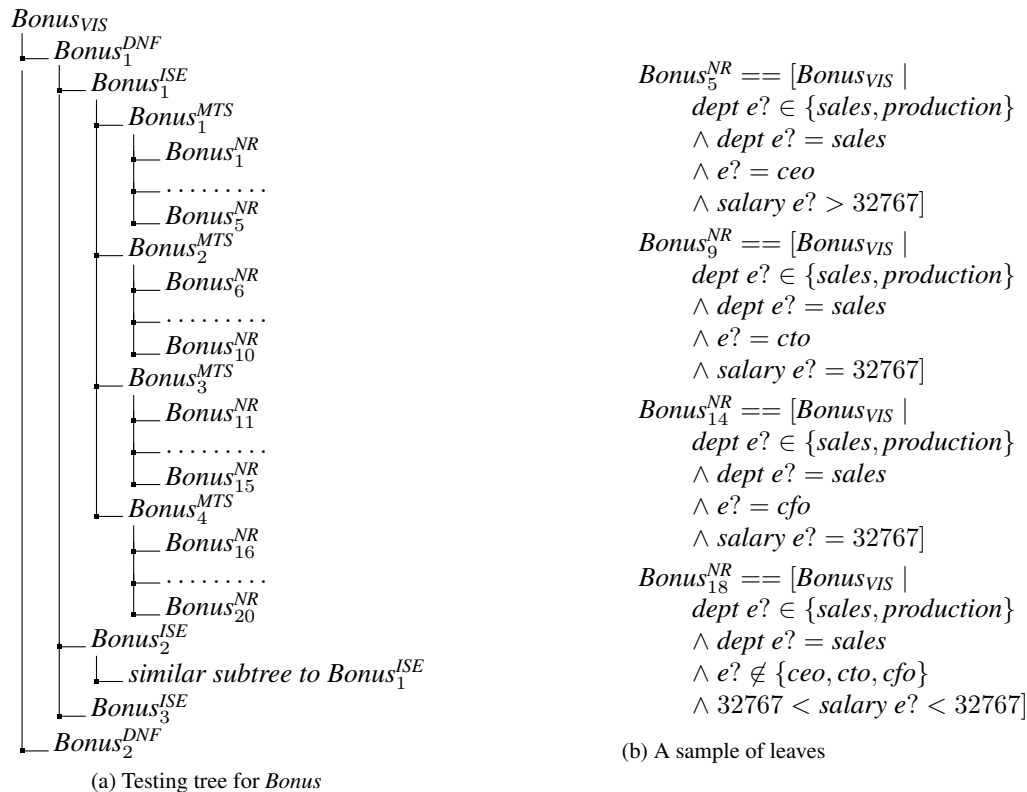 Bonus_VIS
Bonus_1^DNF
Bonus_1^ISE
Bonus_1^MTS
Bonus_1^NR
. . . . . . . . .
Bonus_5^NR
Bonus_2^MTS
Bonus_6^NR
. . . . . . . . .
Bonus_10^NR
Bonus_3^MTS
Bonus_11^NR
. . . . . . . . .
Bonus_15^NR
Bonus_4^MTS
Bonus_16^NR
. . . . . . . . .
Bonus_20^NR
Bonus_2^ISE
similar subtree to Bonus_1^ISE
Bonus_3^ISE
Bonus_2^DNF
(a) Testing tree for Bonus
Bonus_5^NR == [Bonus_VIS |
dept e? ∈ {sales, production}
∧ dept e? = sales
∧ e? = ceo
∧ salary e? > 32767]
Bonus_9^NR == [Bonus_VIS |
dept e? ∈ {sales, production}
∧ dept e? = sales
∧ e? = cto
∧ salary e? = 32767]
Bonus_14^NR == [Bonus_VIS |
dept e? ∈ {sales, production}
∧ dept e? = sales
∧ e? = cfo
∧ salary e? = 32767]
Bonus_18^NR == [Bonus_VIS |
dept e? ∈ {sales, production}
∧ dept e? = sales
∧ e? ∉ {ceo, cto, cfo}
∧ 32767 < salary e? < 32767]
(b) A sample of leaves